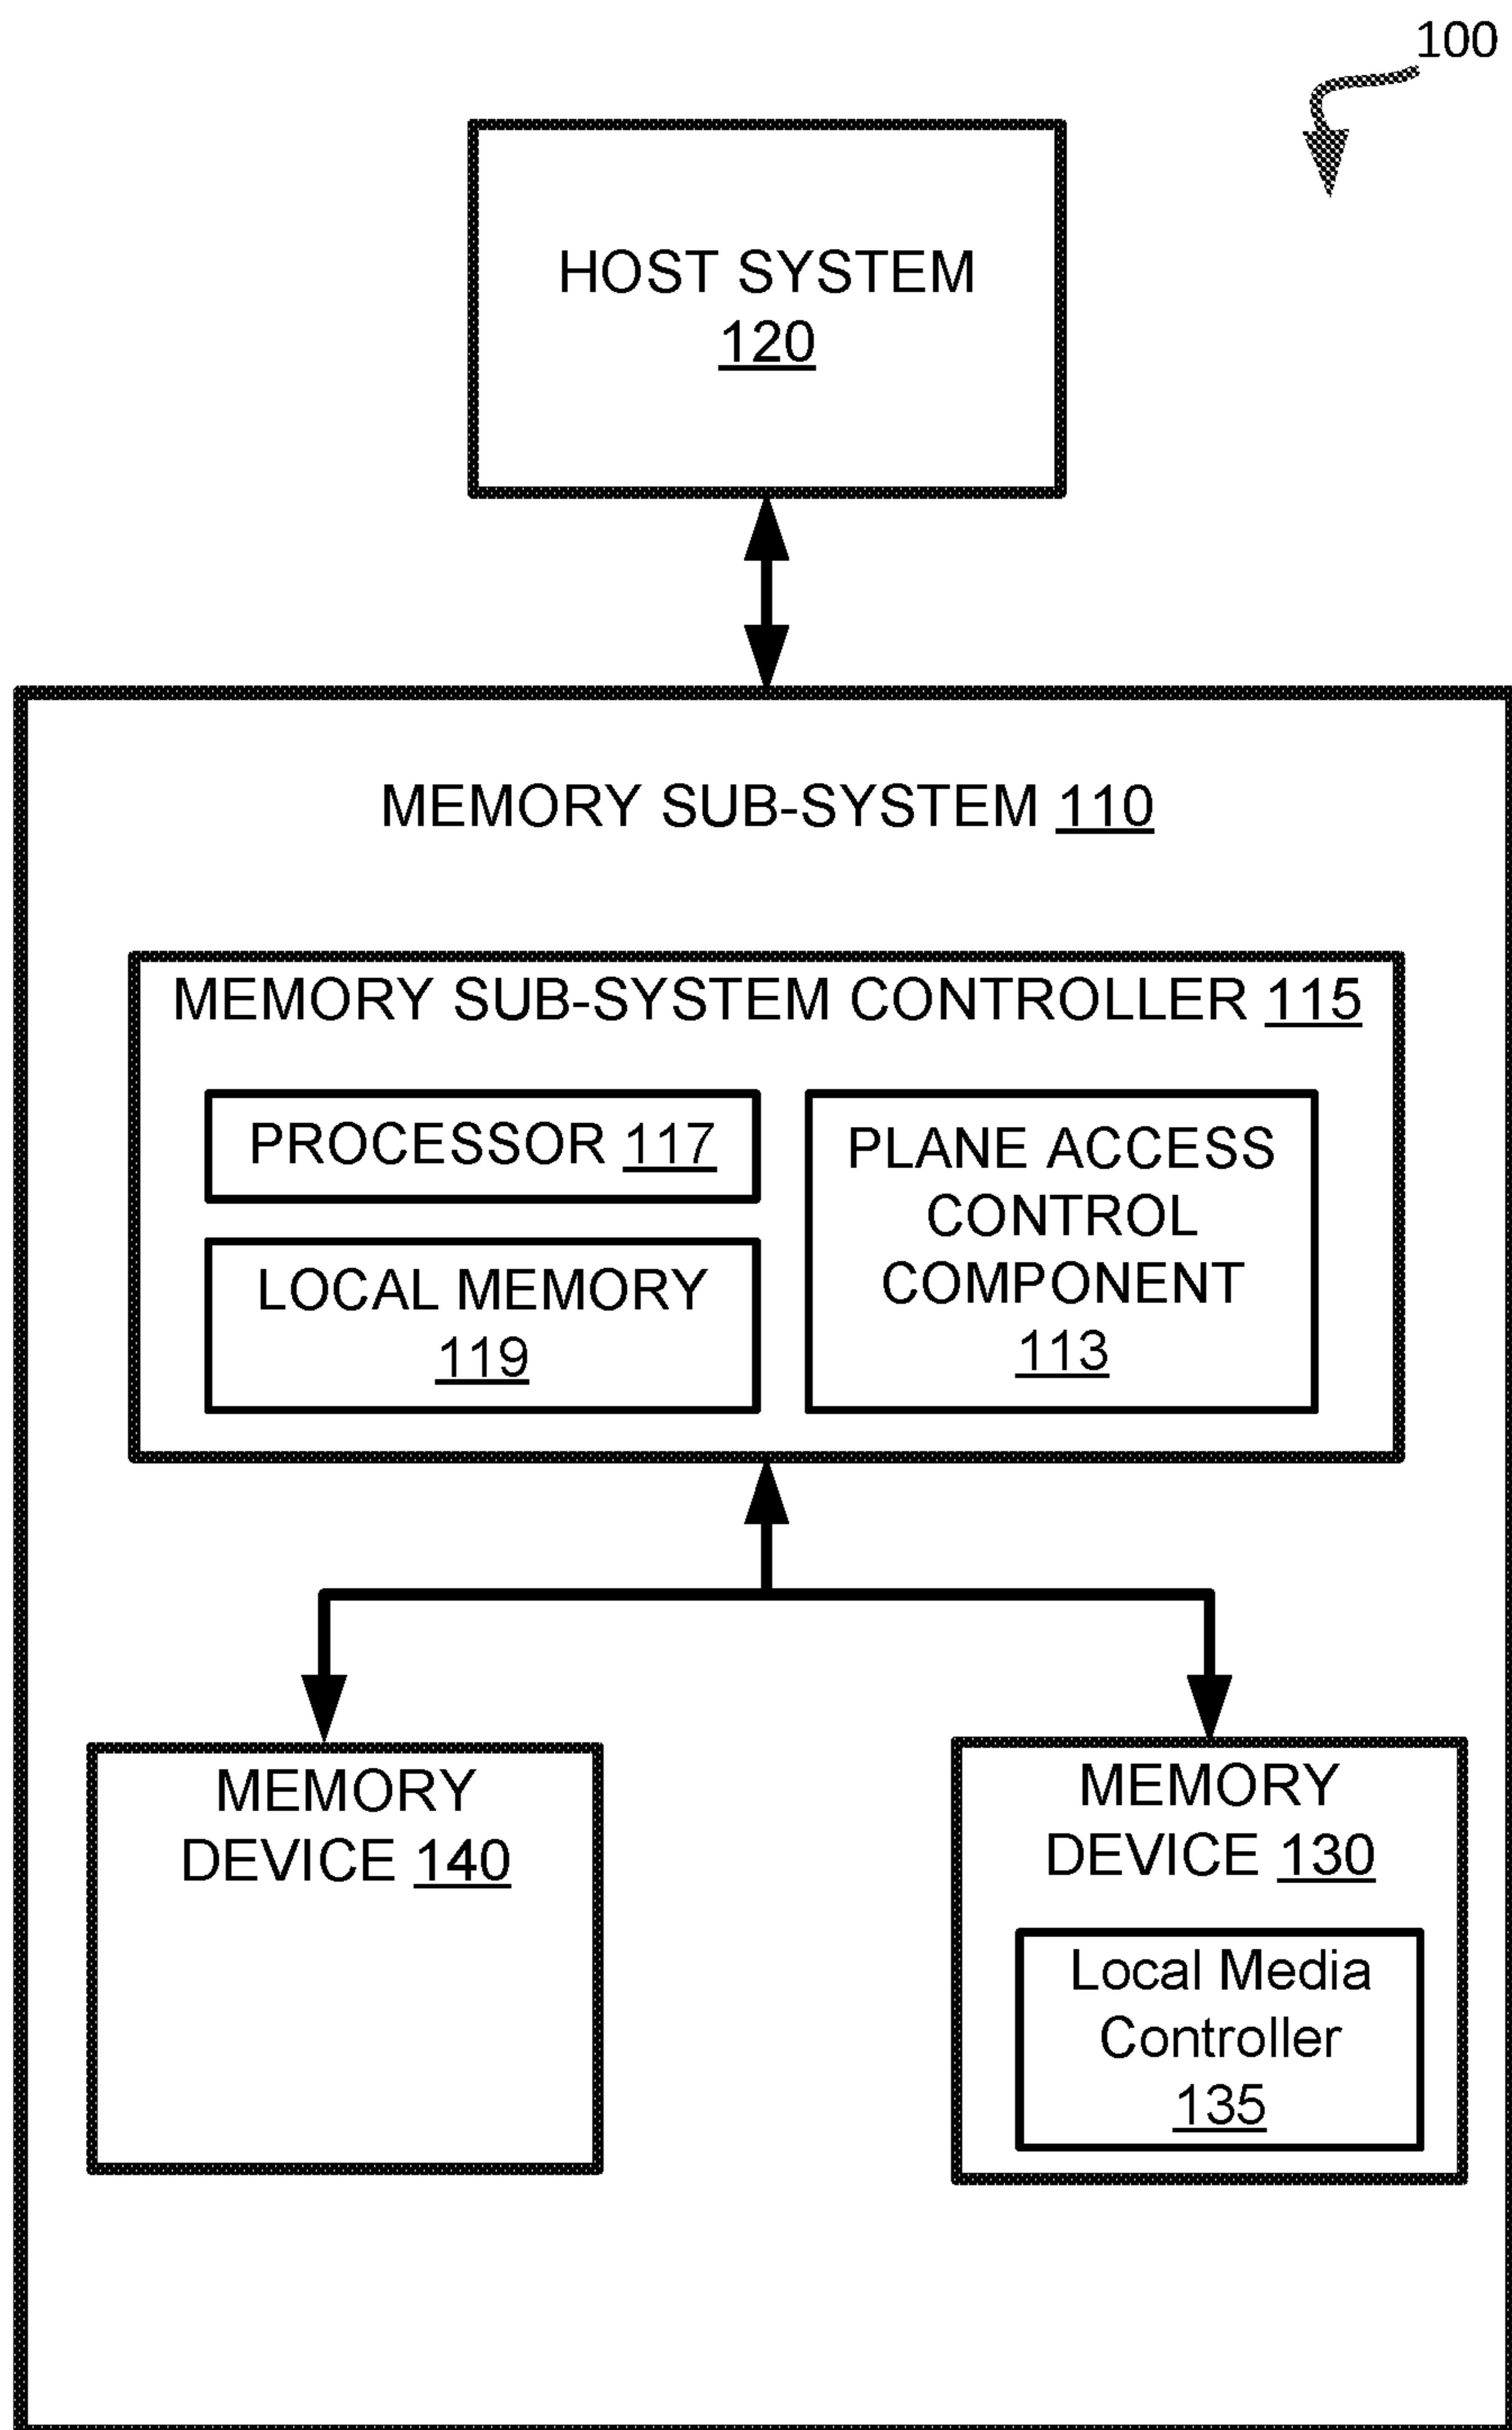 100
HOST SYSTEM
120
MEMORY SUB-SYSTEM 110
MEMORY SUB-SYSTEM CONTROLLER 115
PROCESSOR 117
LOCAL MEMORY
119
PLANE ACCESS
CONTROL
COMPONENT
113
MEMORY
DEVICE 140
MEMORY
DEVICE 130
Local Media
Controller
135